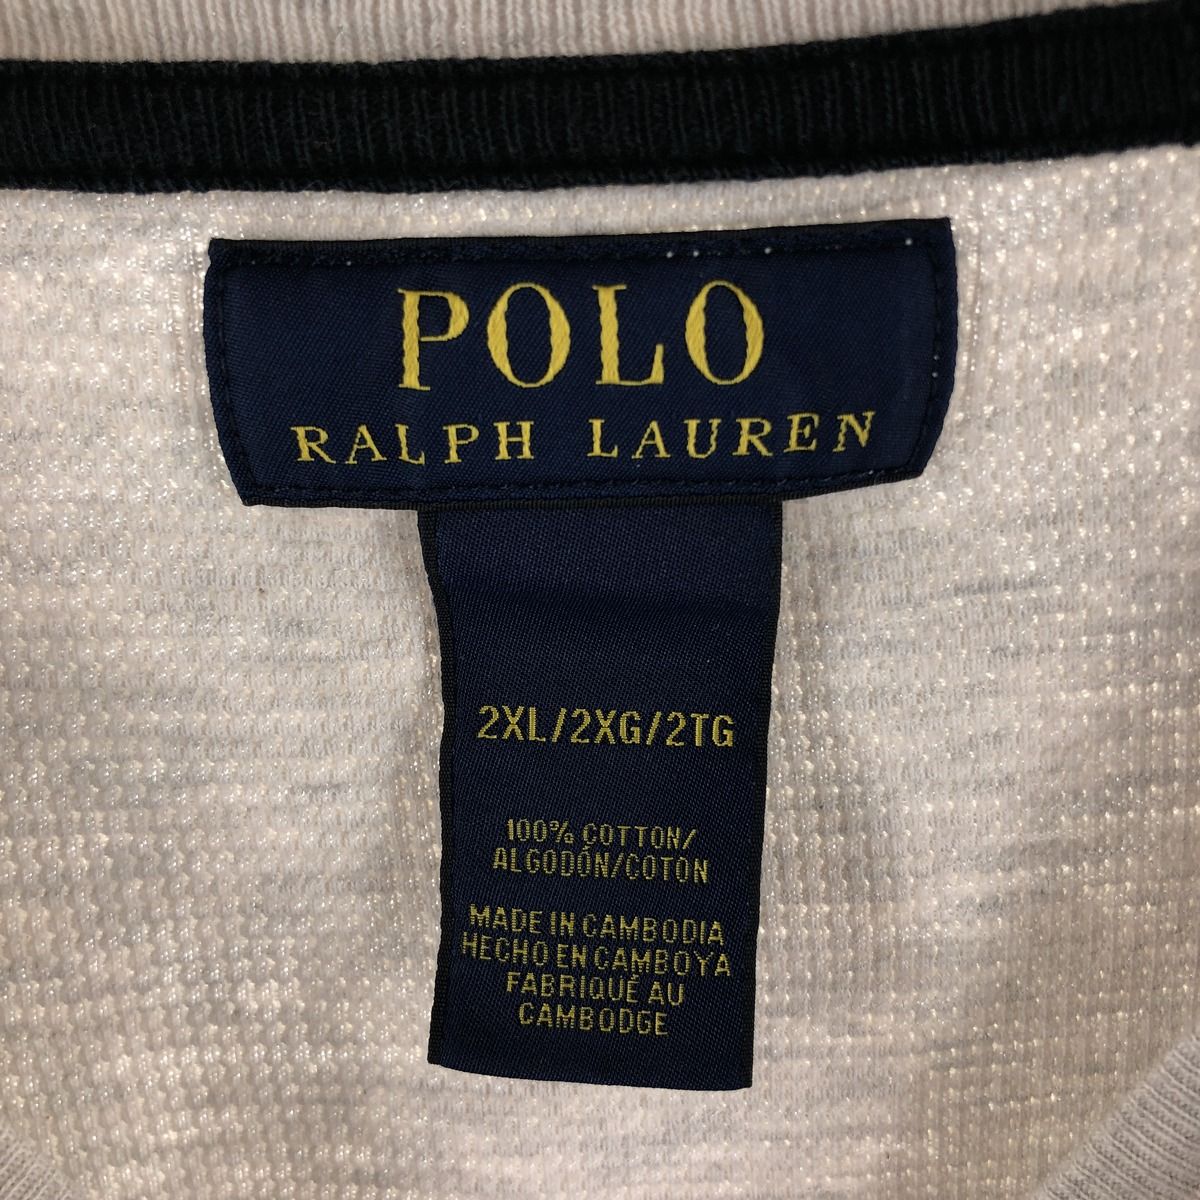 POLO
RALPH LAUREN
2XL/2XG/2TG
100% COTTON/
ALGODÓN/COTON
MADE IN CAMBODIA
HECHO EN CAMBOYA
FABRIQUÉ AU
CAMBODGE